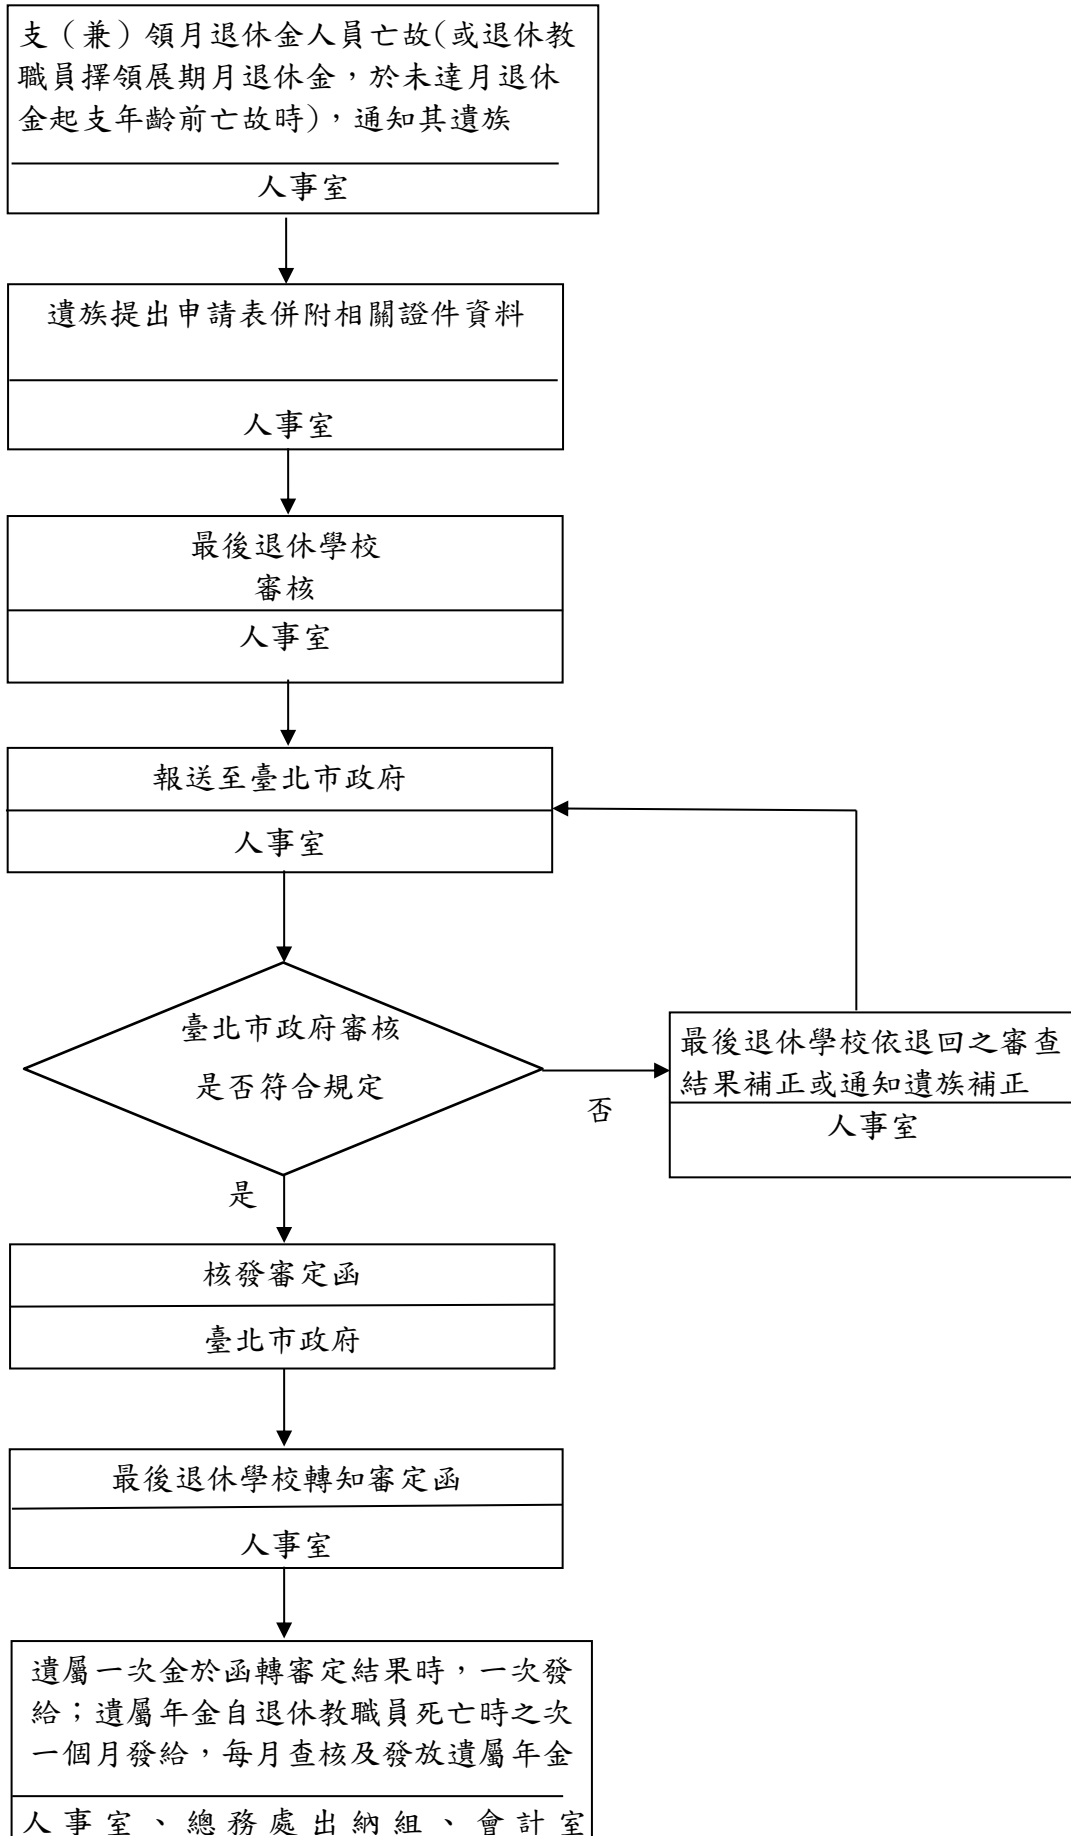 支（兼）領月退休金人員亡故(或退休教
職員擇領展期月退休金，於未達月退休
金起支年齡前亡故時)，通知其遺族
人事室
遺族提出申請表併附相關證件資料
人事室
最後退休學校
審核
人事室
報送至臺北市政府
人事室
臺北市政府審核
是否符合規定
否
最後退休學校依退回之審查
結果補正或通知遺族補正
人事室
是
核發審定函
臺北市政府
最後退休學校轉知審定函
人事室
遺屬一次金於函轉審定結果時，一次發
給；遺屬年金自退休教職員死亡時之次
一個月發給，每月查核及發放遺屬年金
人事室、總務處出納組、會計室